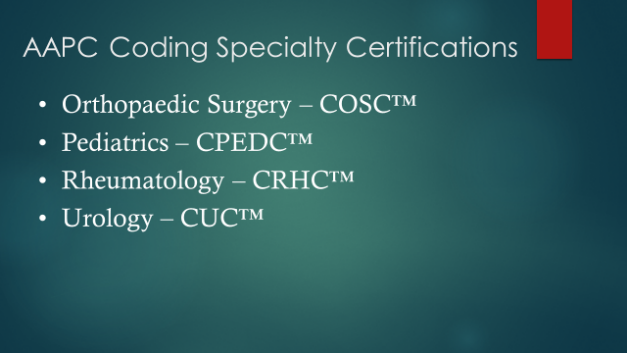 AAPC Coding Specialty Certifications
• Orthopaedic Surgery – COSC™
• Pediatrics – CPEDC™
• Rheumatology – CRHC™
• Urology – CUC™